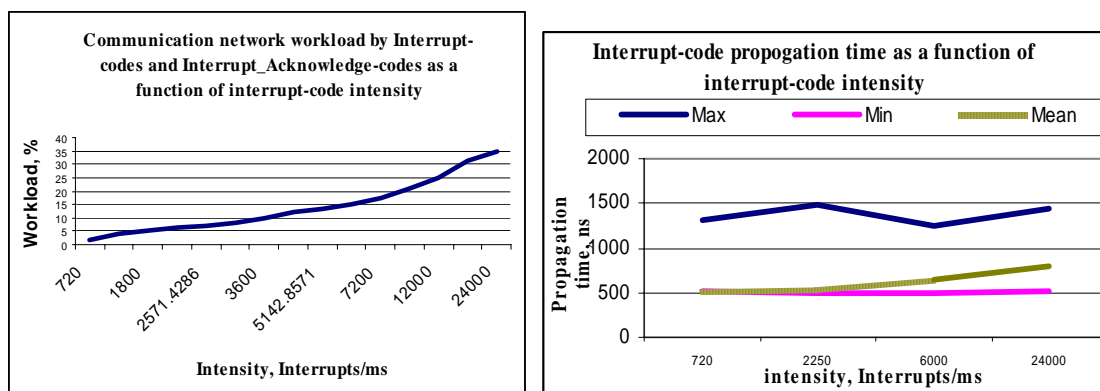 Communication network workload by Interrupt-
codes and Interrupt_Acknowledge-codes as a
function of interrupt-code intensity
Workload, %
40
35
30
25
20
15
10
5
0
720
1800
2571.4286
3600
5142.8571
7200
12000
24000
Intensity, Interrupts/ms
Interrupt-code propogation time as a function of
interrupt-code intensity
Max
Min
Mean
Propagation
time, ns
2000
1500
1000
500
0
720
2250
6000
24000
intensity, Interrupts/ms